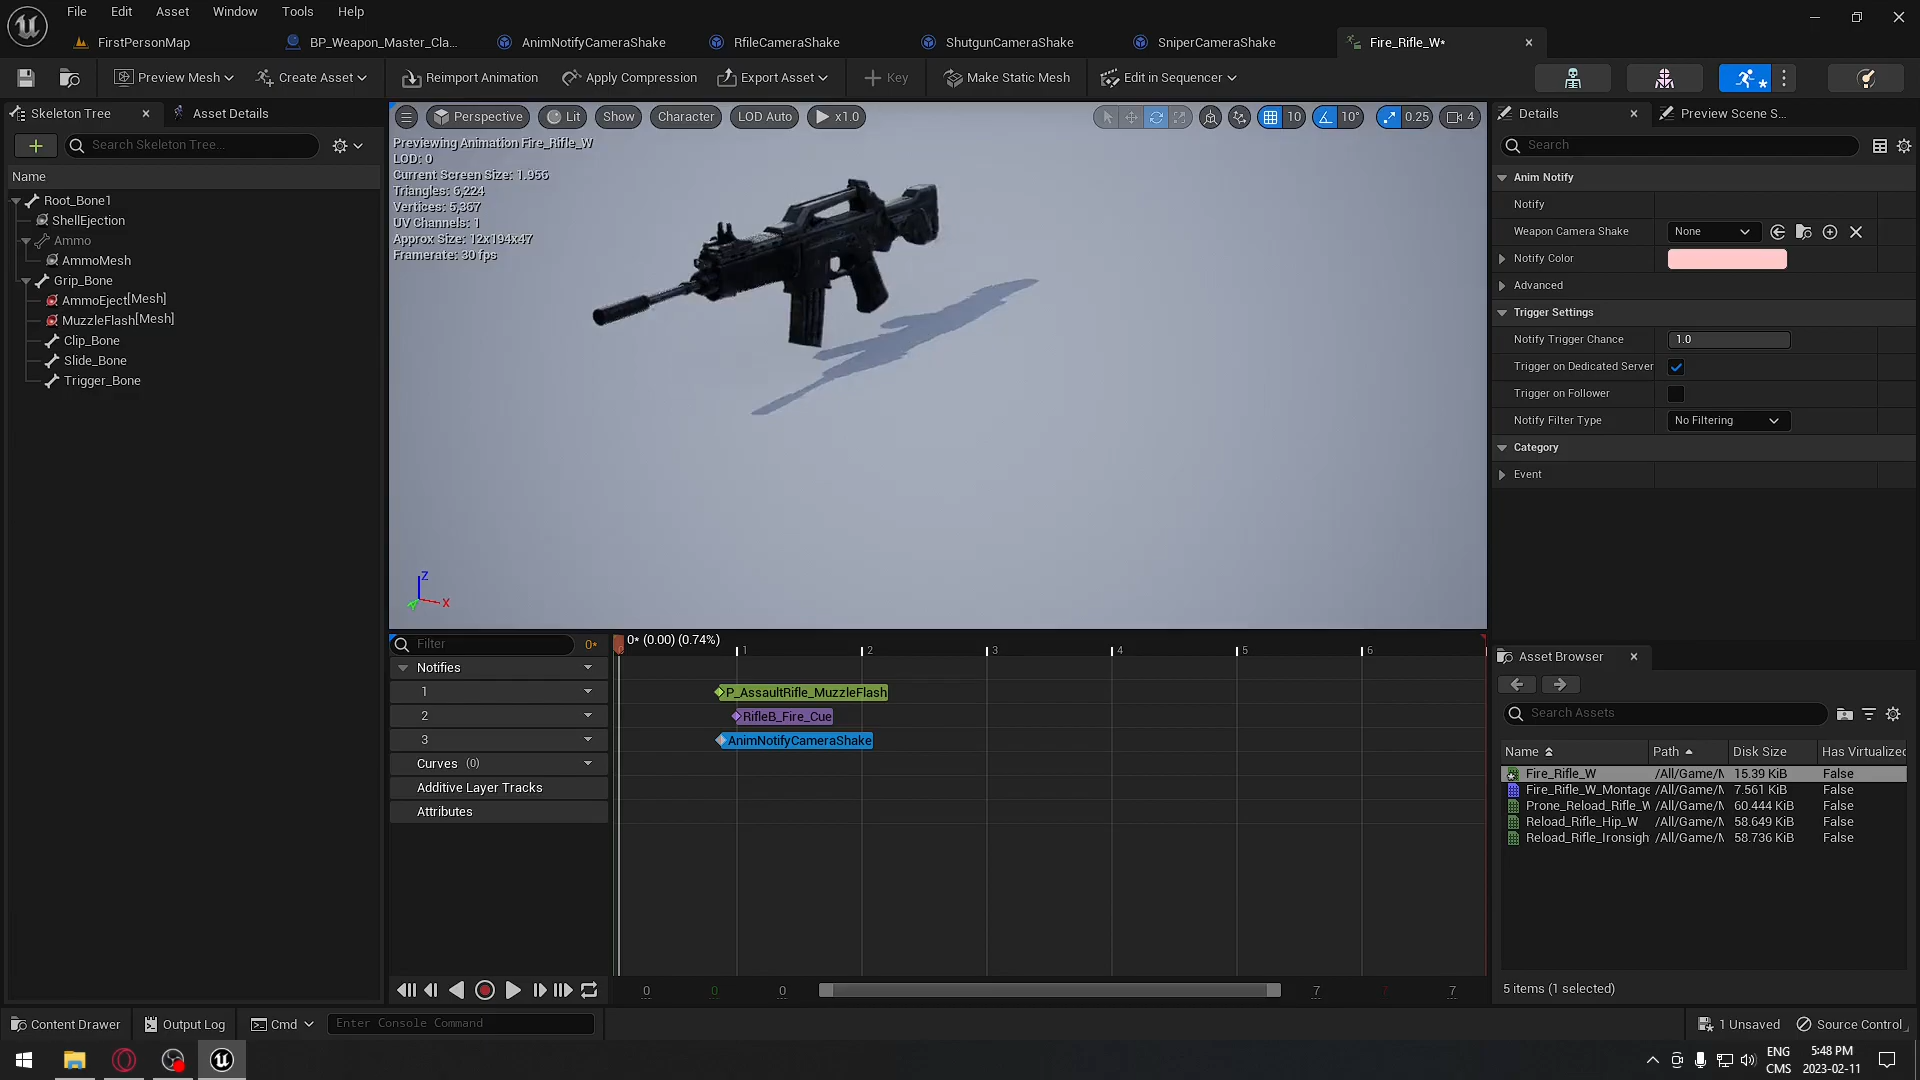 File Edit Asset Window Tools Help
FirstPersonMap BP_Weapon_Master_Cla... AnimNotifyCameraShake RfileCameraShake ShutgunCameraShake SniperCameraShake Fire_Rifle_W*
Preview Mesh Create Asset Reimport Animation Apply Compression Export Asset Key Make Static Mesh Edit in Sequencer
Skeleton Tree Asset Details
Search Skeleton Tree...
Name
Root_Bone1
ShellEjection
Ammo
AmmoMesh
Grip_Bone
AmmoEject[Mesh]
MuzzleFlash[Mesh]
Clip_Bone
Slide_Bone
Trigger_Bone
Perspective Lit Show Character LOD Auto x1.0 10 10° 0.25 4
Previewing Animation Fire_Rifle_W
LOD: 0
Current Screen Size: 1.956
Triangles: 6,224
Vertices: 5,367
UV Channels: 1
Approx Size: 12x194x47
Framerate: 30 fps
Z
X
Filter 0* 0* (0.00) (0.74%)
1 2 3 4 5 6
Notifies
1 P_AssaultRifle_MuzzleFlash
2 RifleB_Fire_Cue
3 AnimNotifyCameraShake
Curves (0)
Additive Layer Tracks
Attributes
0 0 0 7 7
Details Preview Scene S...
Search
Anim Notify
Notify
Weapon Camera Shake None
Notify Color
Advanced
Trigger Settings
Notify Trigger Chance 1.0
Trigger on Dedicated Server
Trigger on Follower
Notify Filter Type No Filtering
Category
Event
Asset Browser
Search Assets
Name Path Disk Size Has Virtualized
Fire_Rifle_W /All/Game/M 15.39 KiB False
Fire_Rifle_W_Montage /All/Game/M 7.561 KiB False
Prone_Reload_Rifle_W /All/Game/M 60.444 KiB False
Reload_Rifle_Hip_W /All/Game/M 58.649 KiB False
Reload_Rifle_Ironsigh /All/Game/M 58.736 KiB False
5 items (1 selected)
Content Drawer Output Log Cmd Enter Console Command 1 Unsaved Source Control
ENG 5:48 PM
CMS 2023-02-11